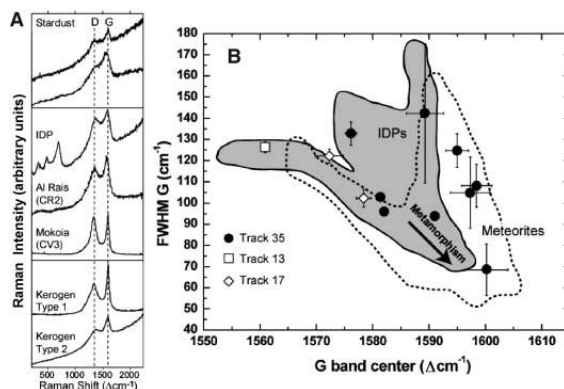 A
D G
Stardust
IDP
Al Rais
(CR2)
Mokoia
(CV3)
Kerogen
Type 1
Kerogen
Type 2
Raman Intensity (arbitrary units)
500 1000 1500 2000
Raman Shift (Δcm⁻¹)
B
FWHM G (cm⁻¹)
180
170
160
150
140
130
120
110
100
90
80
70
60
50
40
IDPs
Metamorphism
Meteorites
Track 35
Track 13
Track 17
1550 1560 1570 1580 1590 1600
G band center (Δcm⁻¹)